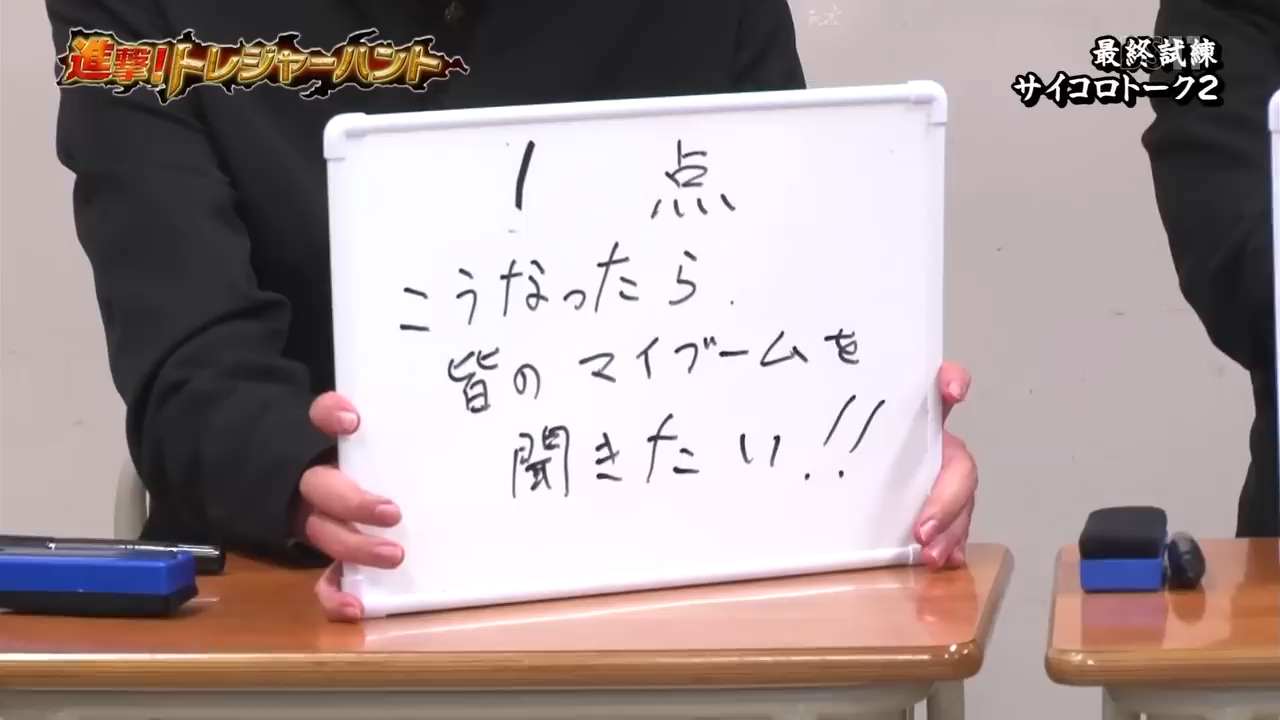 進撃!トレジャーハント
最終試練
サイコロトーク2
1 点
こうなったら.
皆のマイブームを
聞きたい!!